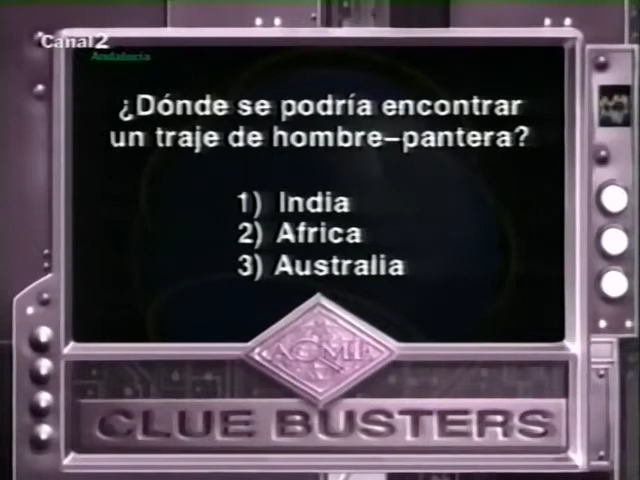 Canal2
Andalucía
¿Dónde se podría encontrar
un traje de hombre-pantera?
1) India
2) Africa
3) Australia
ACME
CLUE BUSTERS